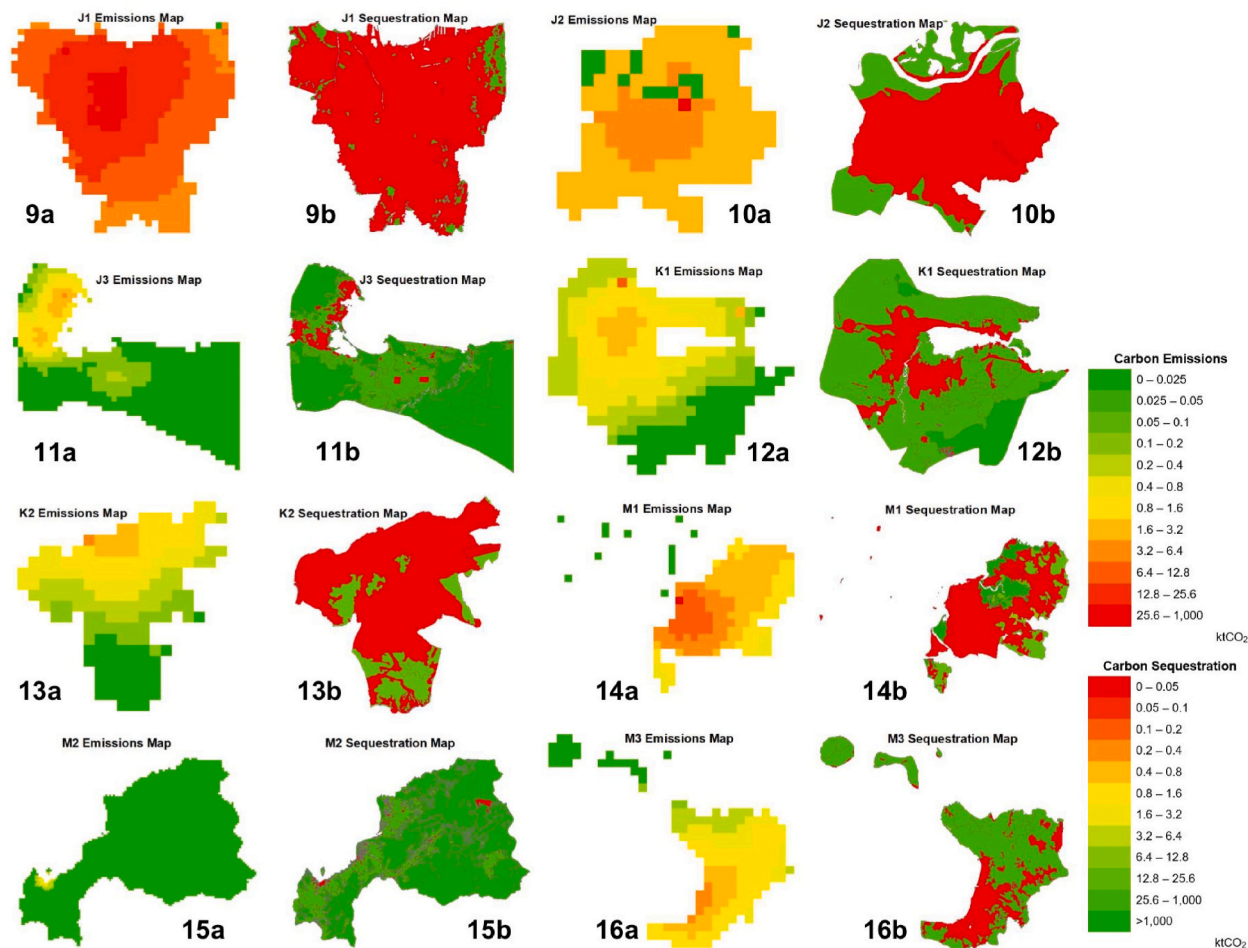 J1 Emissions Map
J1 Sequestration Map
J2 Emissions Map
J2 Sequestration Map
9a
9b
10a
10b
J3 Emissions Map
J3 Sequestration Map
K1 Emissions Map
K1 Sequestration Map
11a
11b
12a
12b
K2 Emissions Map
K2 Sequestration Map
M1 Emissions Map
M1 Sequestration Map
13a
13b
14a
14b
M2 Emissions Map
M2 Sequestration Map
M3 Emissions Map
M3 Sequestration Map
15a
15b
16a
16b
Carbon Emissions
0 – 0.025
0.025 – 0.05
0.05 – 0.1
0.1 – 0.2
0.2 – 0.4
0.4 – 0.8
0.8 – 1.6
1.6 – 3.2
3.2 – 6.4
6.4 – 12.8
12.8 – 25.6
25.6 – 1,000
ktCO₂
Carbon Sequestration
0 – 0.05
0.05 – 0.1
0.1 – 0.2
0.2 – 0.4
0.4 – 0.8
0.8 – 1.6
1.6 – 3.2
3.2 – 6.4
6.4 – 12.8
12.8 – 25.6
25.6 – 1,000
>1,000
ktCO₂